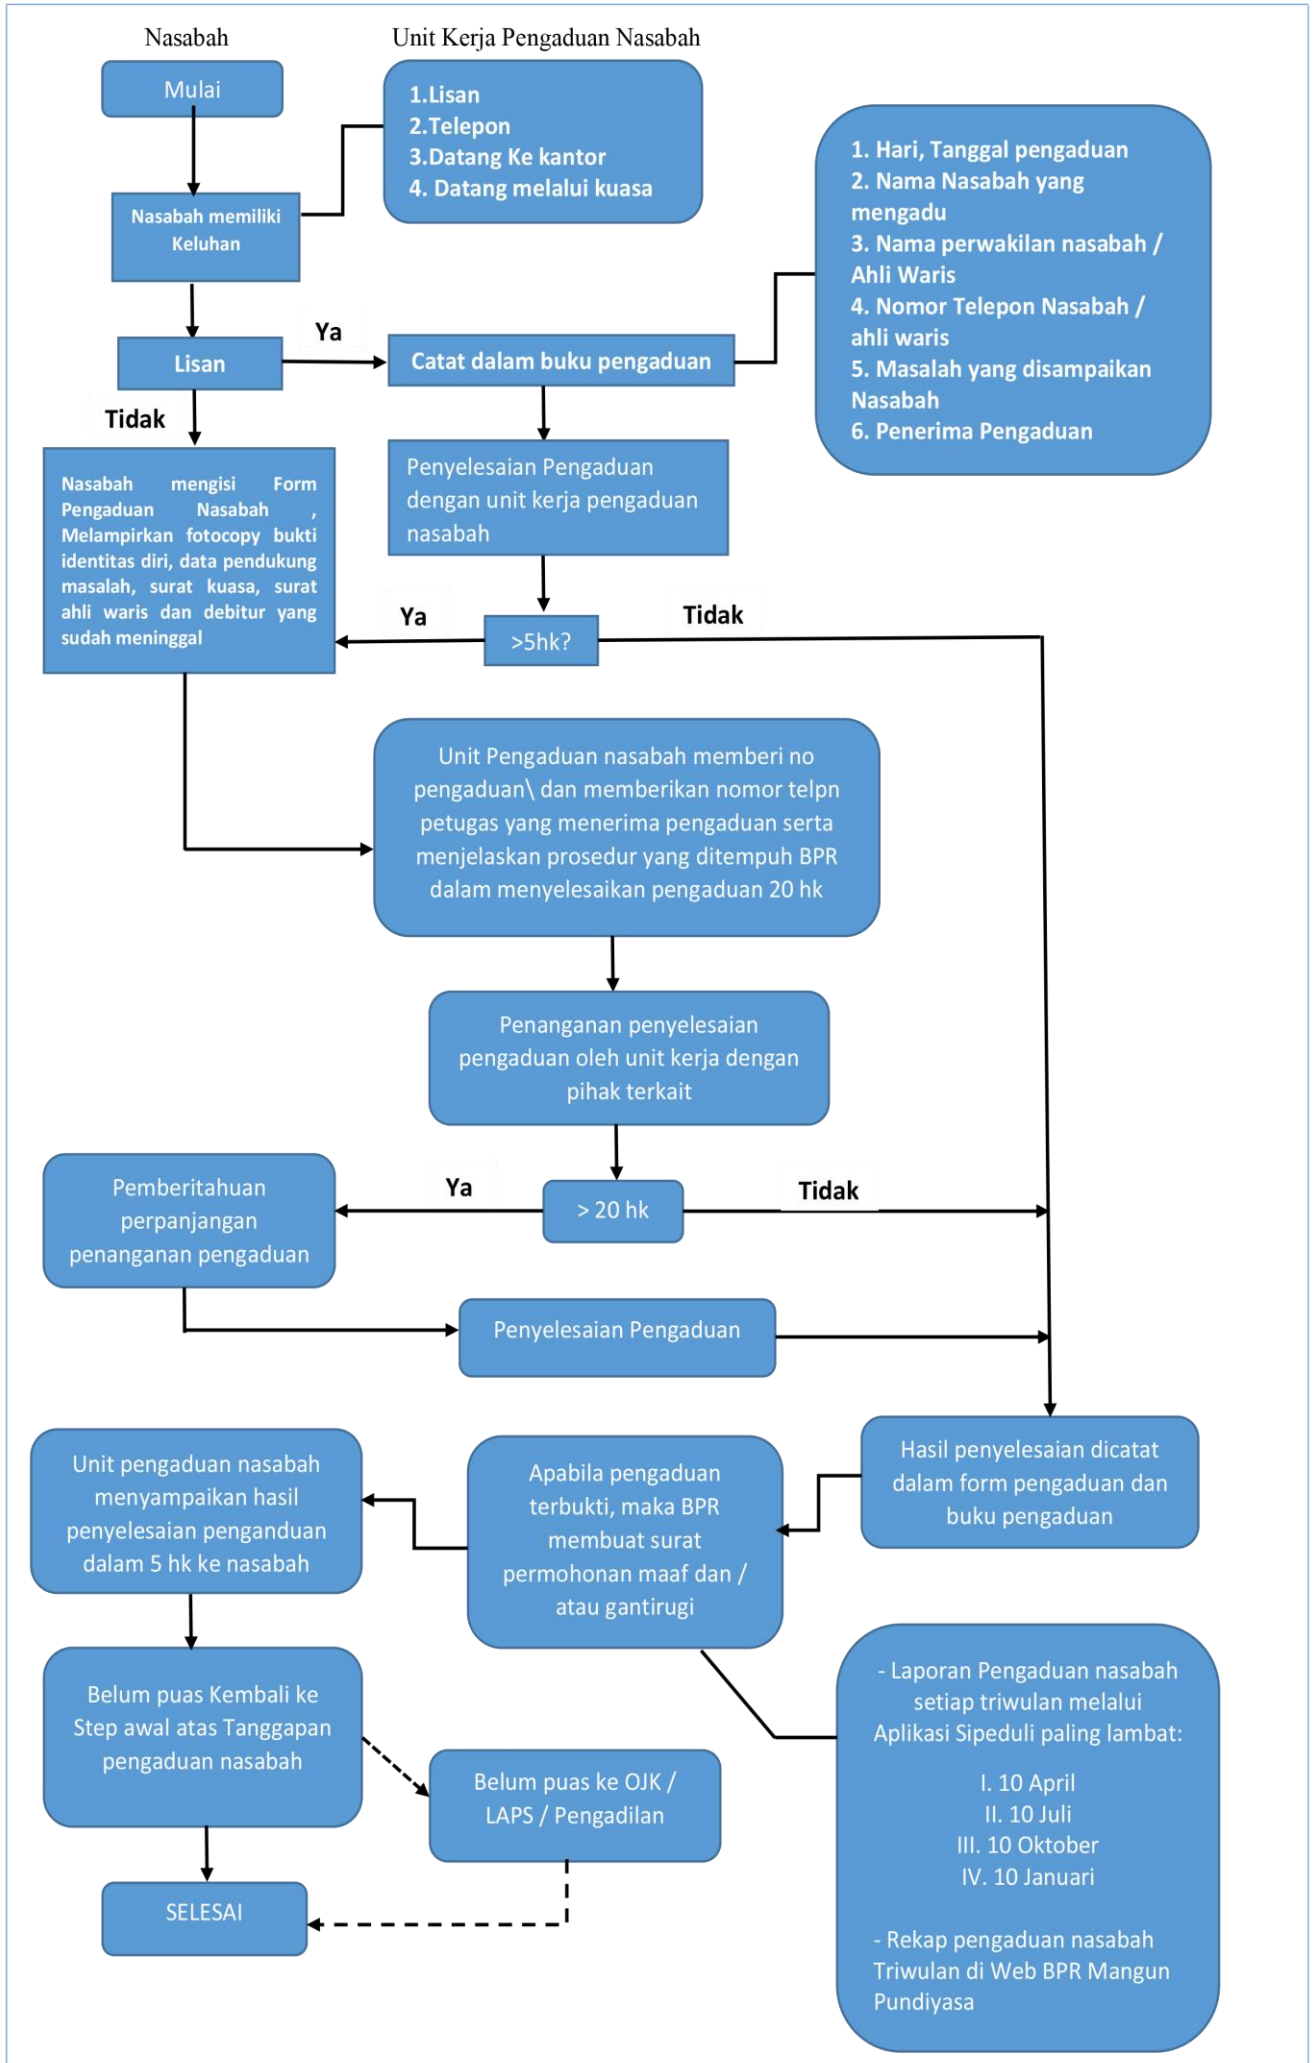 Nasabah
Unit Kerja Pengaduan Nasabah
Mulai
1.Lisan
2.Telepon
3.Datang Ke kantor
4. Datang melalui kuasa
1. Hari, Tanggal pengaduan
2. Nama Nasabah yang
mengadu
3. Nama perwakilan nasabah /
Ahli Waris
4. Nomor Telepon Nasabah /
ahli waris
5. Masalah yang disampaikan
Nasabah
6. Penerima Pengaduan
Nasabah memiliki
Keluhan
Lisan
Ya
Catat dalam buku pengaduan
Tidak
Nasabah mengisi Form
Pengaduan Nasabah ,
Melampirkan fotocopy bukti
identitas diri, data pendukung
masalah, surat kuasa, surat
ahli waris dan debitur yang
sudah meninggal
Penyelesaian Pengaduan
dengan unit kerja pengaduan
nasabah
Ya
>5hk?
Tidak
Unit Pengaduan nasabah memberi no
pengaduan\ dan memberikan nomor telpn
petugas yang menerima pengaduan serta
menjelaskan prosedur yang ditempuh BPR
dalam menyelesaikan pengaduan 20 hk
Penanganan penyelesaian
pengaduan oleh unit kerja dengan
pihak terkait
Ya
> 20 hk
Tidak
Pemberitahuan
perpanjangan
penanganan pengaduan
Penyelesaian Pengaduan
Hasil penyelesaian dicatat
dalam form pengaduan dan
buku pengaduan
Apabila pengaduan
terbukti, maka BPR
membuat surat
permohonan maaf dan /
atau gantirugi
Unit pengaduan nasabah
menyampaikan hasil
penyelesaian penganduan
dalam 5 hk ke nasabah
Belum puas Kembali ke
Step awal atas Tanggapan
pengaduan nasabah
Belum puas ke OJK /
LAPS / Pengadilan
SELESAI
- Laporan Pengaduan nasabah
setiap triwulan melalui
Aplikasi Sipeduli paling lambat:
I. 10 April
II. 10 Juli
III. 10 Oktober
IV. 10 Januari
- Rekap pengaduan nasabah
Triwulan di Web BPR Mangun
Pundiyasa